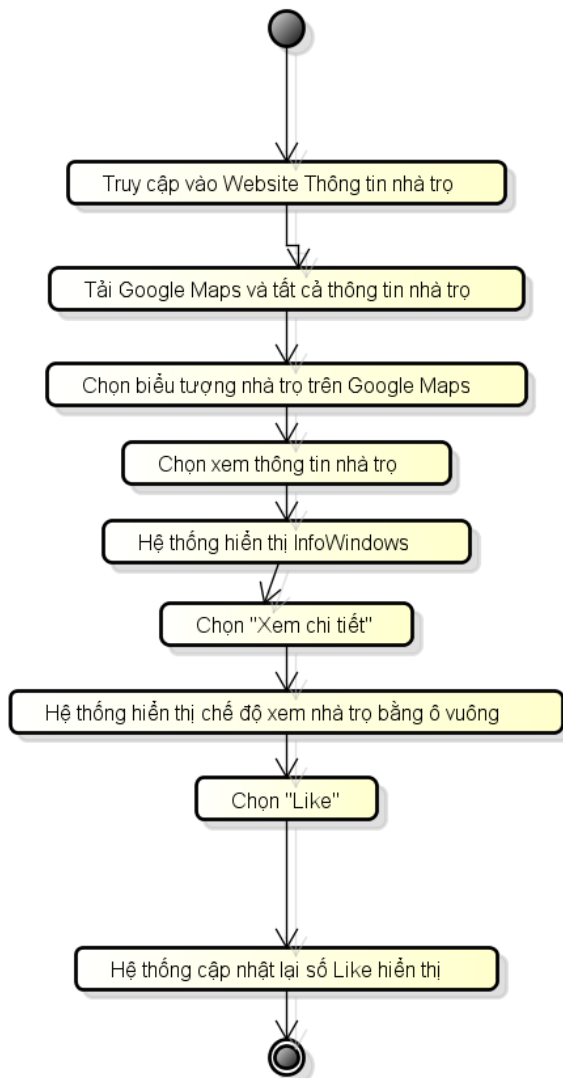 Truy cập vào Website Thông tin nhà trọ
Tải Google Maps và tất cả thông tin nhà trọ
Chọn biểu tượng nhà trọ trên Google Maps
Chọn xem thông tin nhà trọ
Hệ thống hiển thị InfoWindows
Chọn "Xem chi tiết"
Hệ thống hiển thị chế độ xem nhà trọ bằng ô vuông
Chọn "Like"
Hệ thống cập nhật lại số Like hiển thị